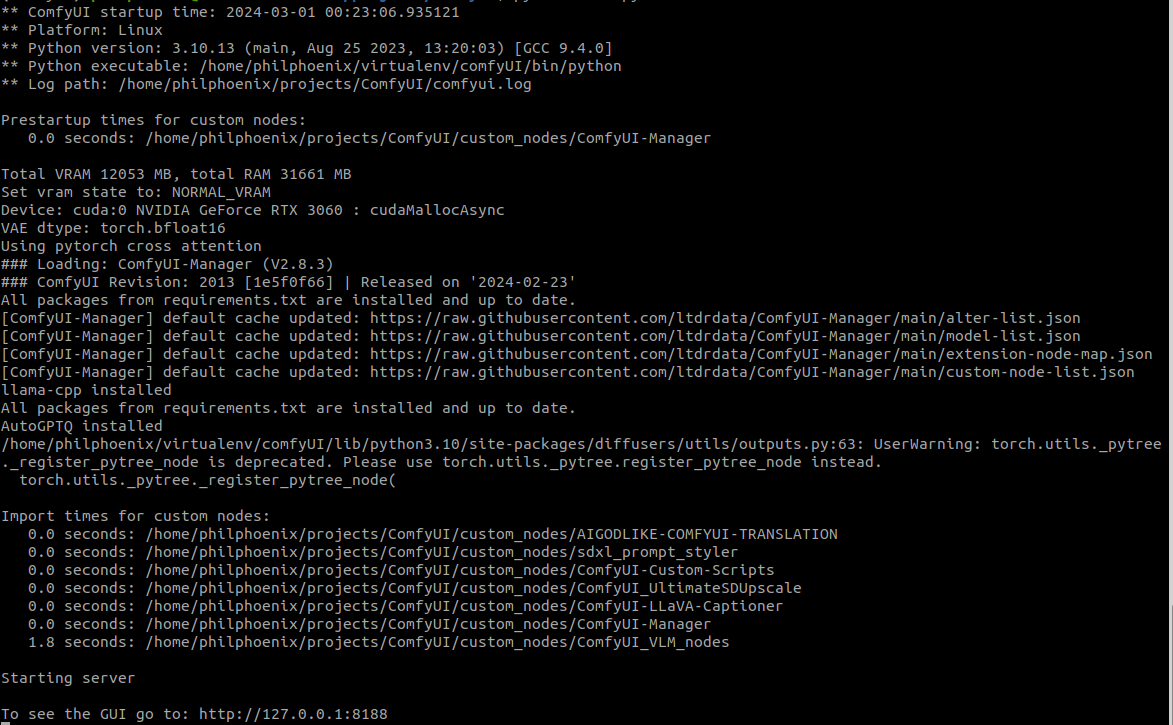 ** ComfyUI startup time: 2024-03-01 00:23:06.935121
** Platform: Linux
** Python version: 3.10.13 (main, Aug 25 2023, 13:20:03) [GCC 9.4.0]
** Python executable: /home/philphoenix/virtualenv/comfyUI/bin/python
** Log path: /home/philphoenix/projects/ComfyUI/comfyui.log
Prestartup times for custom nodes:
0.0 seconds: /home/philphoenix/projects/ComfyUI/custom_nodes/ComfyUI-Manager
Total VRAM 12053 MB, total RAM 31661 MB
Set vram state to: NORMAL_VRAM
Device: cuda:0 NVIDIA GeForce RTX 3060 : cudaMallocAsync
VAE dtype: torch.bfloat16
Using pytorch cross attention
### Loading: ComfyUI-Manager (V2.8.3)
### ComfyUI Revision: 2013 [1e5f0f66] | Released on '2024-02-23'
All packages from requirements.txt are installed and up to date.
[ComfyUI-Manager] default cache updated: https://raw.githubusercontent.com/ltdrdata/ComfyUI-Manager/main/alter-list.json
[ComfyUI-Manager] default cache updated: https://raw.githubusercontent.com/ltdrdata/ComfyUI-Manager/main/model-list.json
[ComfyUI-Manager] default cache updated: https://raw.githubusercontent.com/ltdrdata/ComfyUI-Manager/main/extension-node-map.json
[ComfyUI-Manager] default cache updated: https://raw.githubusercontent.com/ltdrdata/ComfyUI-Manager/main/custom-node-list.json
llama-cpp installed
All packages from requirements.txt are installed and up to date.
AutoGPTQ installed
/home/philphoenix/virtualenv/comfyUI/lib/python3.10/site-packages/diffusers/utils/outputs.py:63: UserWarning: torch.utils._pytree
._register_pytree_node is deprecated. Please use torch.utils._pytree.register_pytree_node instead.
torch.utils._pytree._register_pytree_node(
Import times for custom nodes:
0.0 seconds: /home/philphoenix/projects/ComfyUI/custom_nodes/AIGODLIKE-COMFYUI-TRANSLATION
0.0 seconds: /home/philphoenix/projects/ComfyUI/custom_nodes/sdxl_prompt_styler
0.0 seconds: /home/philphoenix/projects/ComfyUI/custom_nodes/ComfyUI-Custom-Scripts
0.0 seconds: /home/philphoenix/projects/ComfyUI/custom_nodes/ComfyUI_UltimateSDUpscale
0.0 seconds: /home/philphoenix/projects/ComfyUI/custom_nodes/ComfyUI-LLaVA-Captioner
0.0 seconds: /home/philphoenix/projects/ComfyUI/custom_nodes/ComfyUI-Manager
1.8 seconds: /home/philphoenix/projects/ComfyUI/custom_nodes/ComfyUI_VLM_nodes
Starting server
To see the GUI go to: http://127.0.0.1:8188